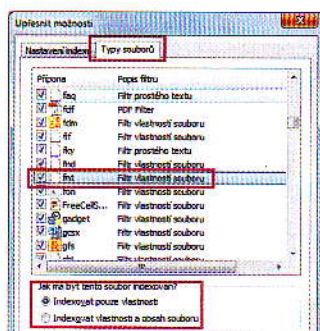 Upřesnit možnosti
Nastavení indexu Typy souborů
Přípona Popis filtru
faq Filtr prostého textu
fdf PDF Filter
fdm Filtr vlastností souboru
fif Filtr vlastností souboru
fky Filtr prostého textu
fnd Filtr vlastností souboru
fnt Filtr vlastností souboru
fon Filtr vlastností souboru
FreeCellS... Filtr vlastností souboru
gadget Filtr vlastností souboru
gcsx Filtr vlastností souboru
gfs Filtr vlastností souboru
Jak má být tento soubor indexován?
Indexovat pouze vlastnosti
Indexovat vlastnosti a obsah souboru